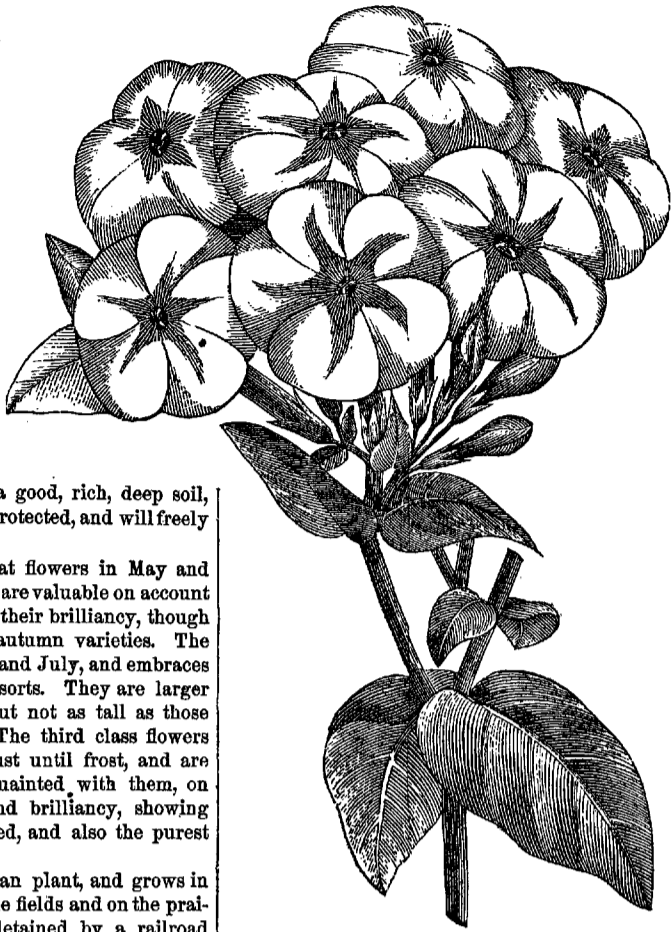 a good, rich, deep soil,
rotected, and will freely
at flowers in May and
are valuable on account
their brilliancy, though
autumn varieties. The
and July, and embraces
sorts. They are larger
ut not as tall as those
The third class flowers
ust until frost, and are
uainted with them, on
nd brilliancy, showing
ed, and also the purest
an plant, and grows in
e fields and on the prai-
detained by a railroad